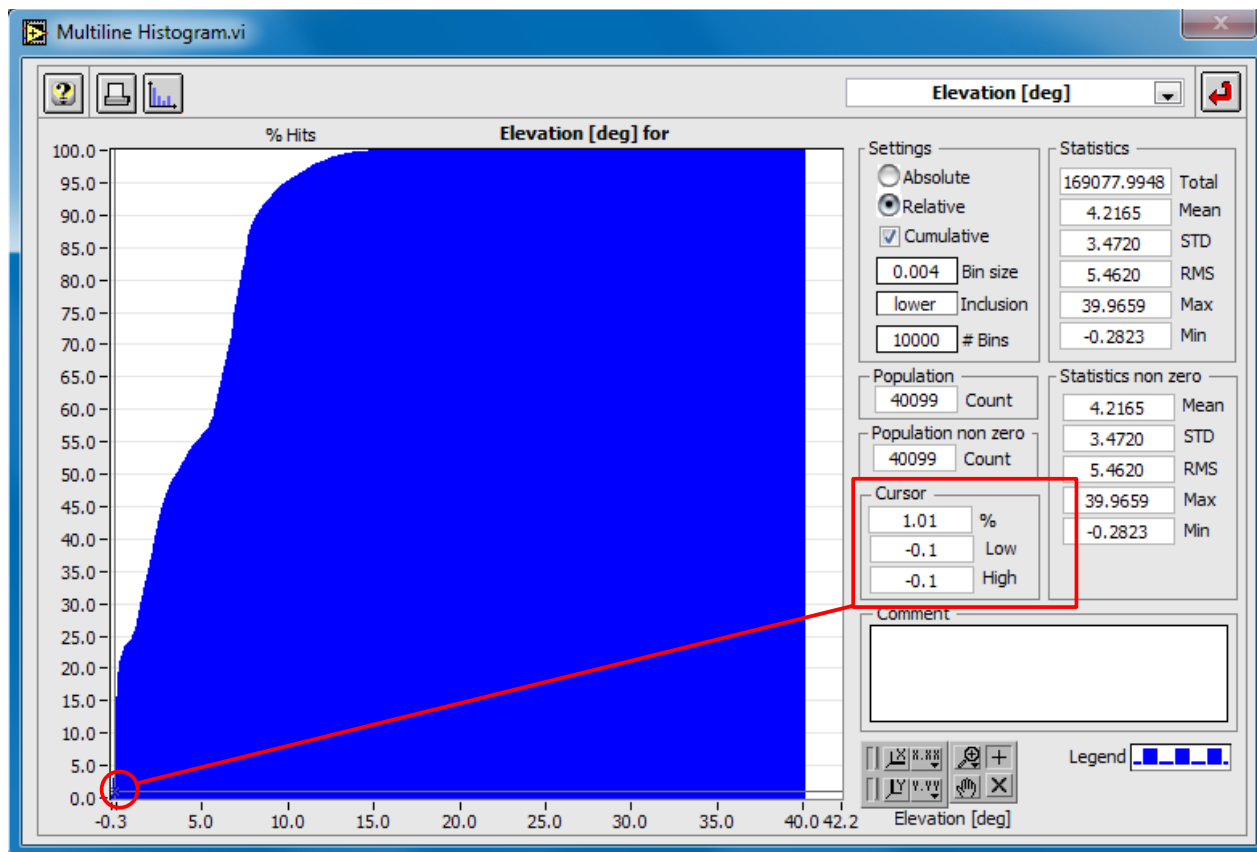 Multiline Histogram.vi
Elevation [deg]
% Hits
Elevation [deg] for
100.0
95.0
90.0
85.0
80.0
75.0
70.0
65.0
60.0
55.0
50.0
45.0
40.0
35.0
30.0
25.0
20.0
15.0
10.0
5.0
0.0
-0.3 5.0 10.0 15.0 20.0 25.0 30.0 35.0 40.0 42.2
Elevation [deg]
Settings
Absolute
Relative
Cumulative
0.004 Bin size
lower Inclusion
10000 # Bins
Population
40099 Count
Population non zero
40099 Count
Cursor
1.01 %
-0.1 Low
-0.1 High
Statistics
169077.9948 Total
4.2165 Mean
3.4720 STD
5.4620 RMS
39.9659 Max
-0.2823 Min
Statistics non zero
4.2165 Mean
3.4720 STD
5.4620 RMS
39.9659 Max
-0.2823 Min
Comment
X X.XX
Y Y.YY
Legend